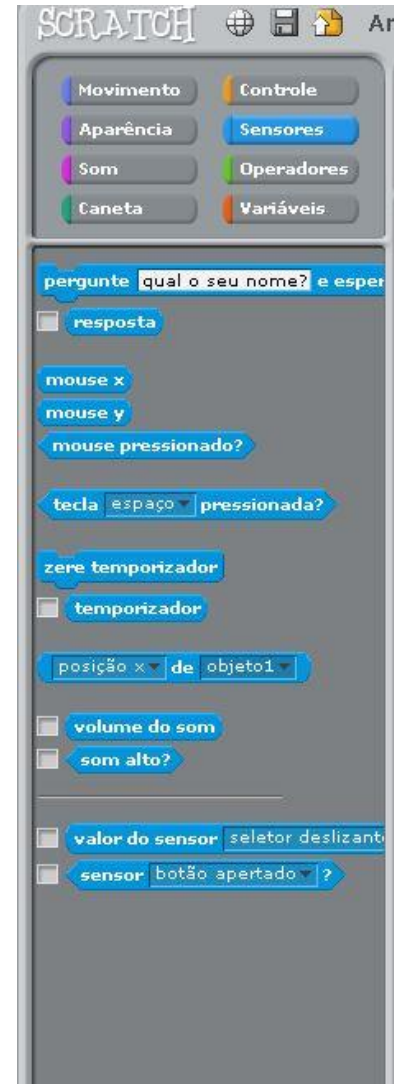 SCRATCH Ar
Movimento Controle
Aparência Sensores
Som Operadores
Caneta Variáveis
pergunte qual o seu nome? e esper
resposta
mouse x
mouse y
mouse pressionado?
tecla espaço pressionada?
zere temporizador
temporizador
posição x de objeto1
volume do som
som alto?
valor do sensor seletor deslizante
sensor botão apertado ?